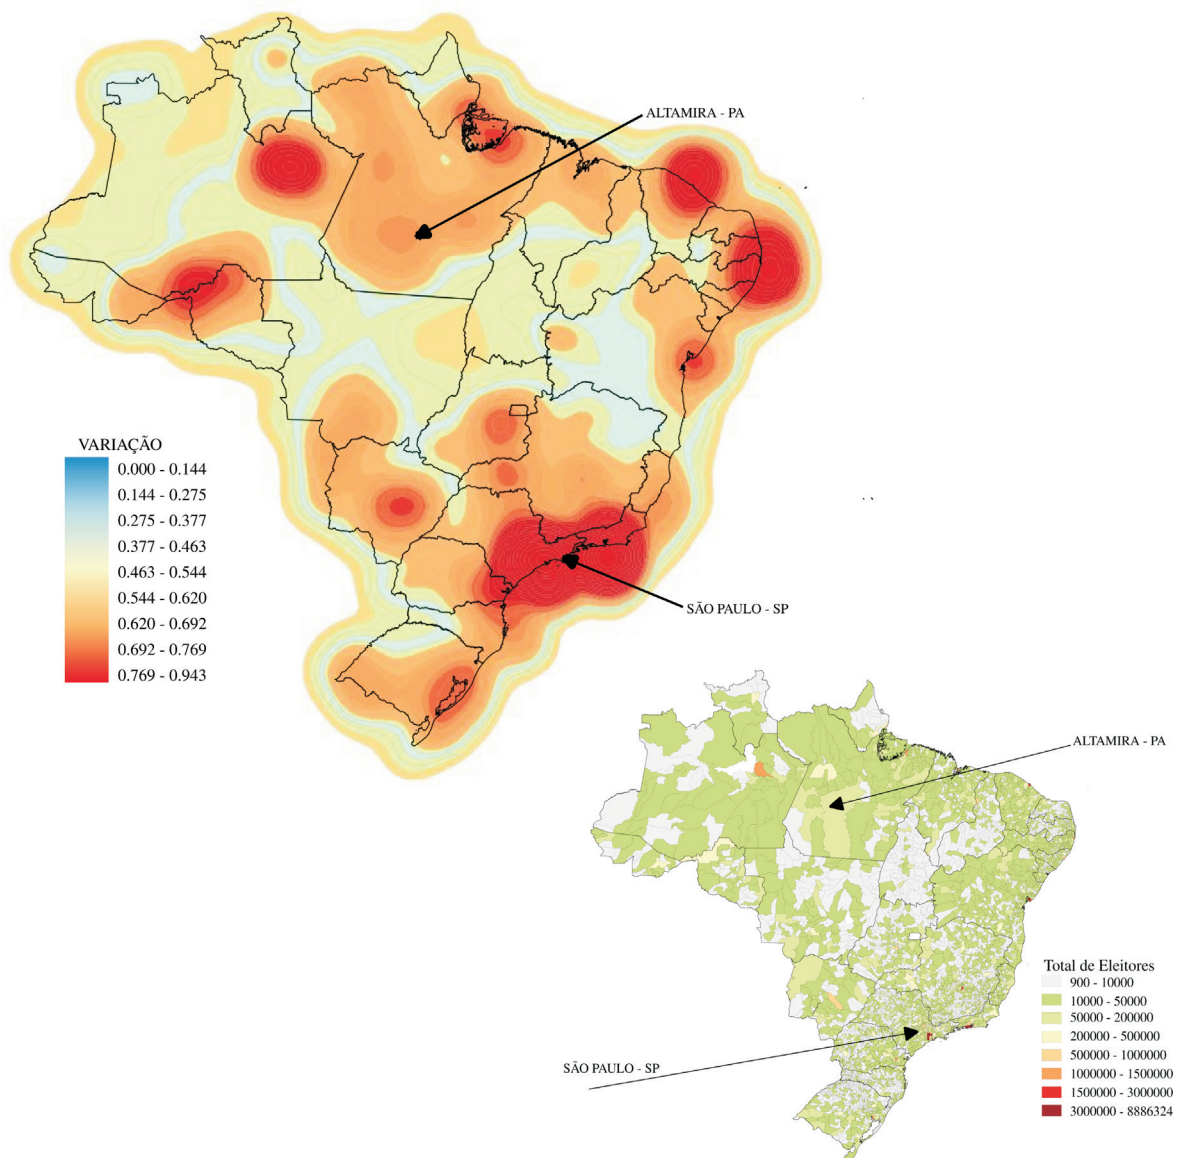 ALTAMIRA - PA
VARIAÇÃO
0.000 - 0.144
0.144 - 0.275
0.275 - 0.377
0.377 - 0.463
0.463 - 0.544
0.544 - 0.620
0.620 - 0.692
0.692 - 0.769
0.769 - 0.943
SÃO PAULO - SP
ALTAMIRA - PA
Total de Eleitores
900 - 10000
10000 - 50000
50000 - 200000
200000 - 500000
500000 - 1000000
1000000 - 1500000
1500000 - 3000000
3000000 - 8886324
SÃO PAULO - SP